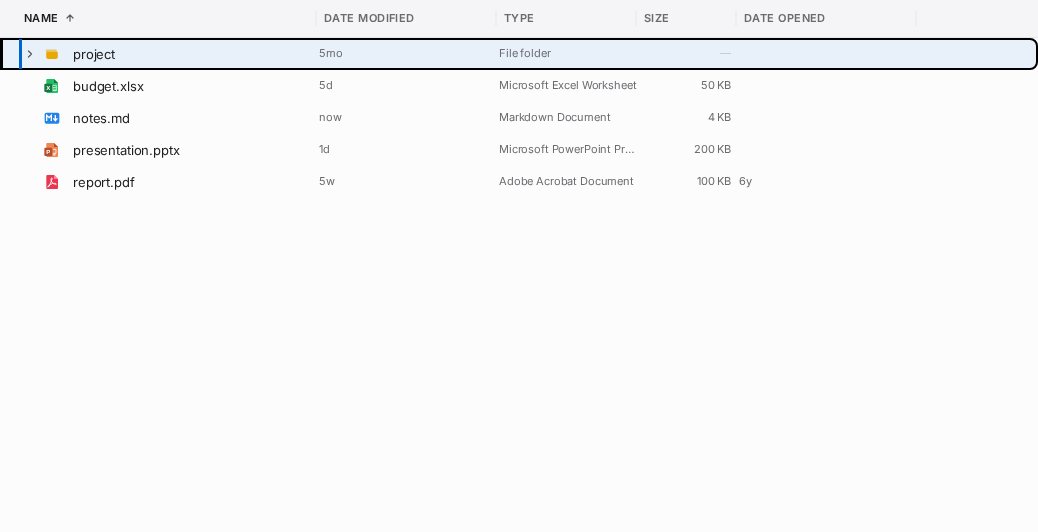 NAME DATE MODIFIED TYPE SIZE DATE OPENED
project 5mo File folder —
budget.xlsx 5d Microsoft Excel Worksheet 50 KB
notes.md now Markdown Document 4 KB
presentation.pptx 1d Microsoft PowerPoint Pr... 200 KB
report.pdf 5w Adobe Acrobat Document 100 KB 6y